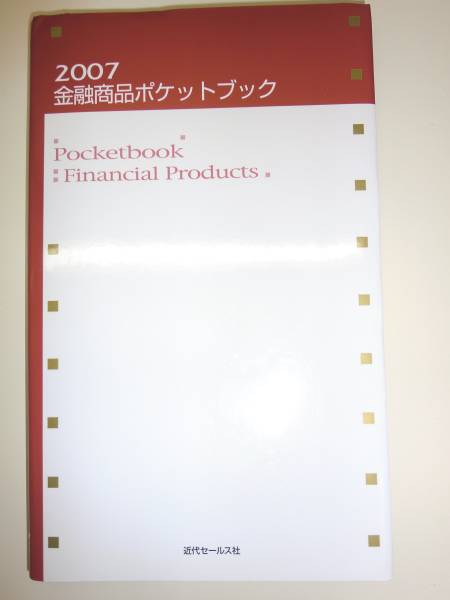 2007
金融商品ポケットブック
Pocketbook
Financial Products
近代セールス社